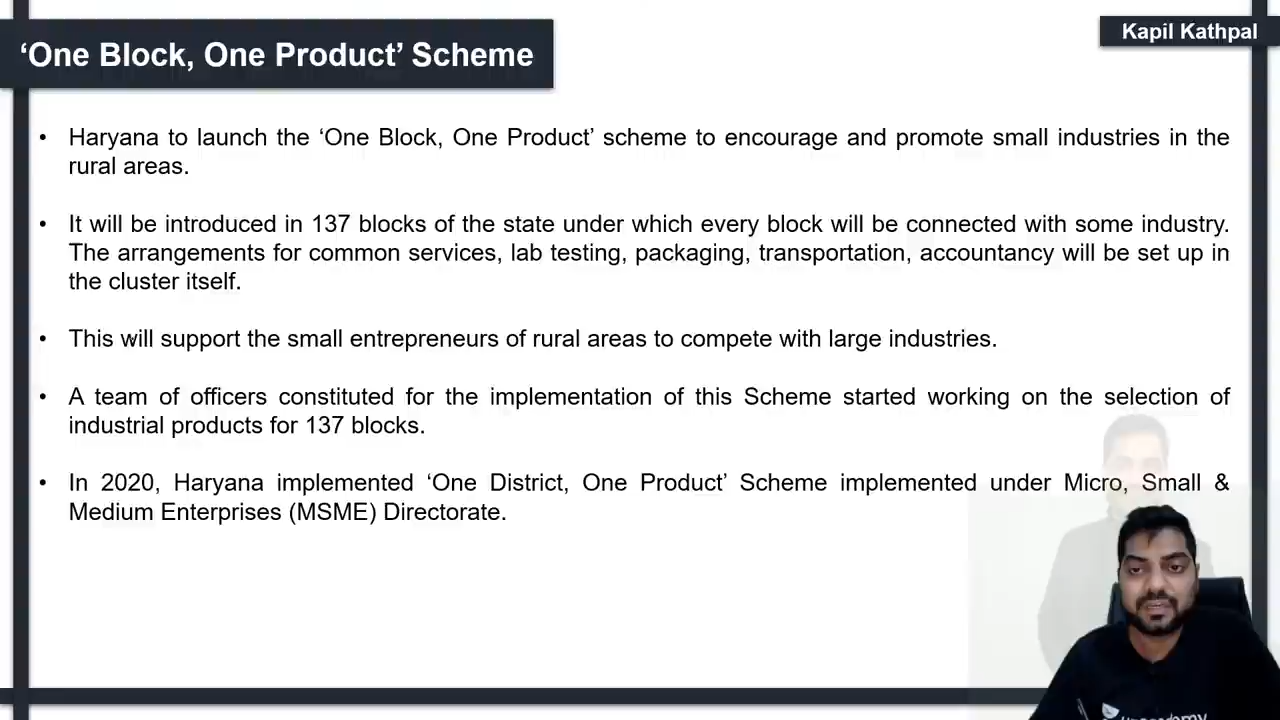 ‘One Block, One Product’ Scheme
Kapil Kathpal
• Haryana to launch the ‘One Block, One Product’ scheme to encourage and promote small industries in the
rural areas.
• It will be introduced in 137 blocks of the state under which every block will be connected with some industry.
The arrangements for common services, lab testing, packaging, transportation, accountancy will be set up in
the cluster itself.
• This will support the small entrepreneurs of rural areas to compete with large industries.
• A team of officers constituted for the implementation of this Scheme started working on the selection of
industrial products for 137 blocks.
• In 2020, Haryana implemented ‘One District, One Product’ Scheme implemented under Micro, Small &
Medium Enterprises (MSME) Directorate.